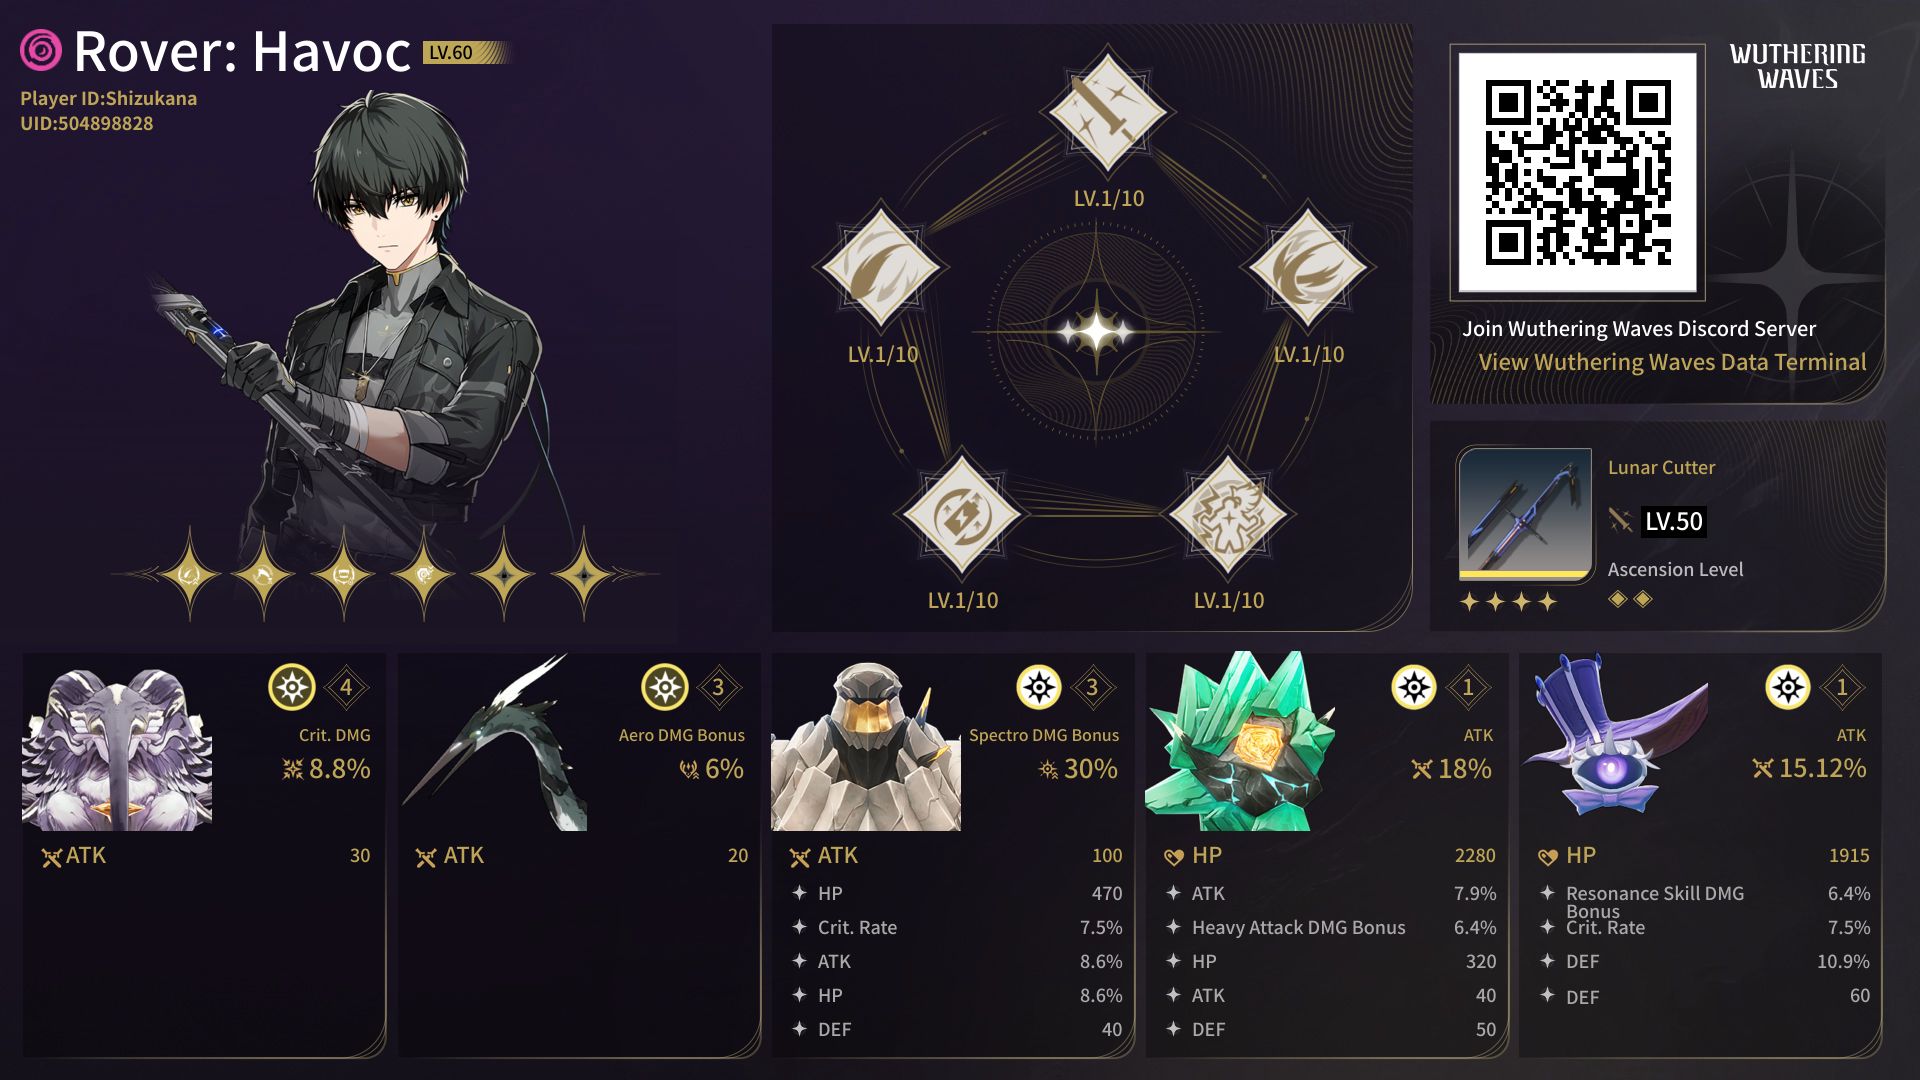 Rover: Havoc LV.60
Player ID:Shizukana
UID:504898828
LV.1/10
LV.1/10
LV.1/10
LV.1/10
LV.1/10
WUTHERING
WAVES
Join Wuthering Waves Discord Server
View Wuthering Waves Data Terminal
Lunar Cutter
LV.50
Ascension Level
4
Crit. DMG
8.8%
ATK 30
3
Aero DMG Bonus
6%
ATK 20
3
Spectro DMG Bonus
30%
ATK 100
HP 470
Crit. Rate 7.5%
ATK 8.6%
HP 8.6%
DEF 40
1
ATK
18%
HP 2280
ATK 7.9%
Heavy Attack DMG Bonus 6.4%
HP 320
ATK 40
DEF 50
1
ATK
15.12%
HP 1915
Resonance Skill DMG 6.4%
Bonus
Crit. Rate 7.5%
DEF 10.9%
DEF 60